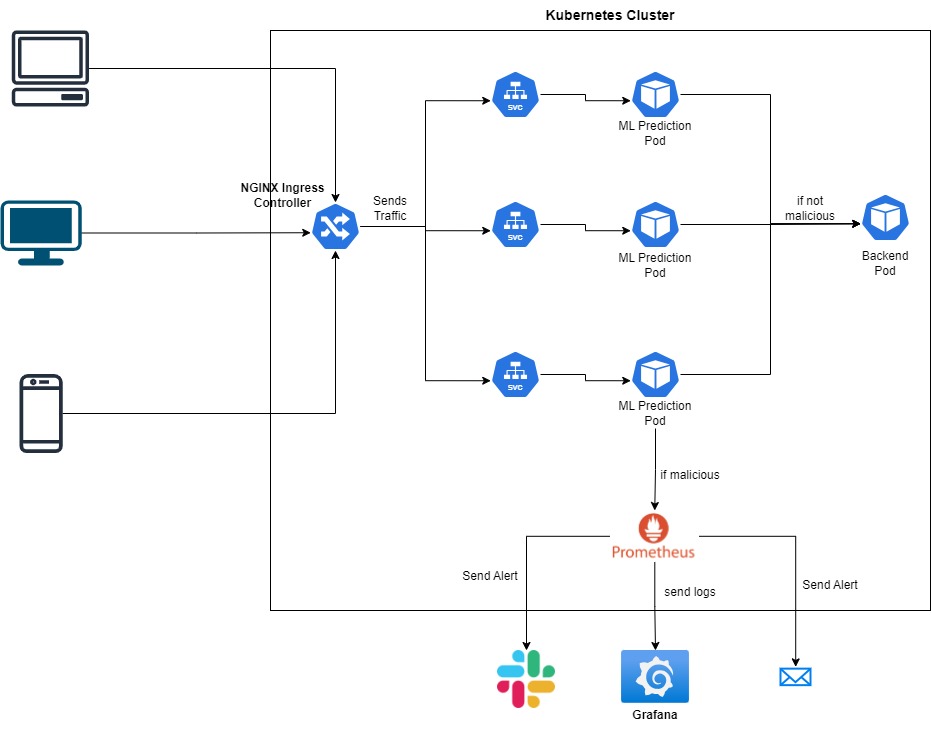 Kubernetes Cluster
SVC
ML Prediction
Pod
NGINX Ingress
Controller
Sends
Traffic
SVC
ML Prediction
Pod
if not
malicious
Backend
Pod
SVC
ML Prediction
Pod
if malicious
Prometheus
Send Alert
send logs
Send Alert
Grafana